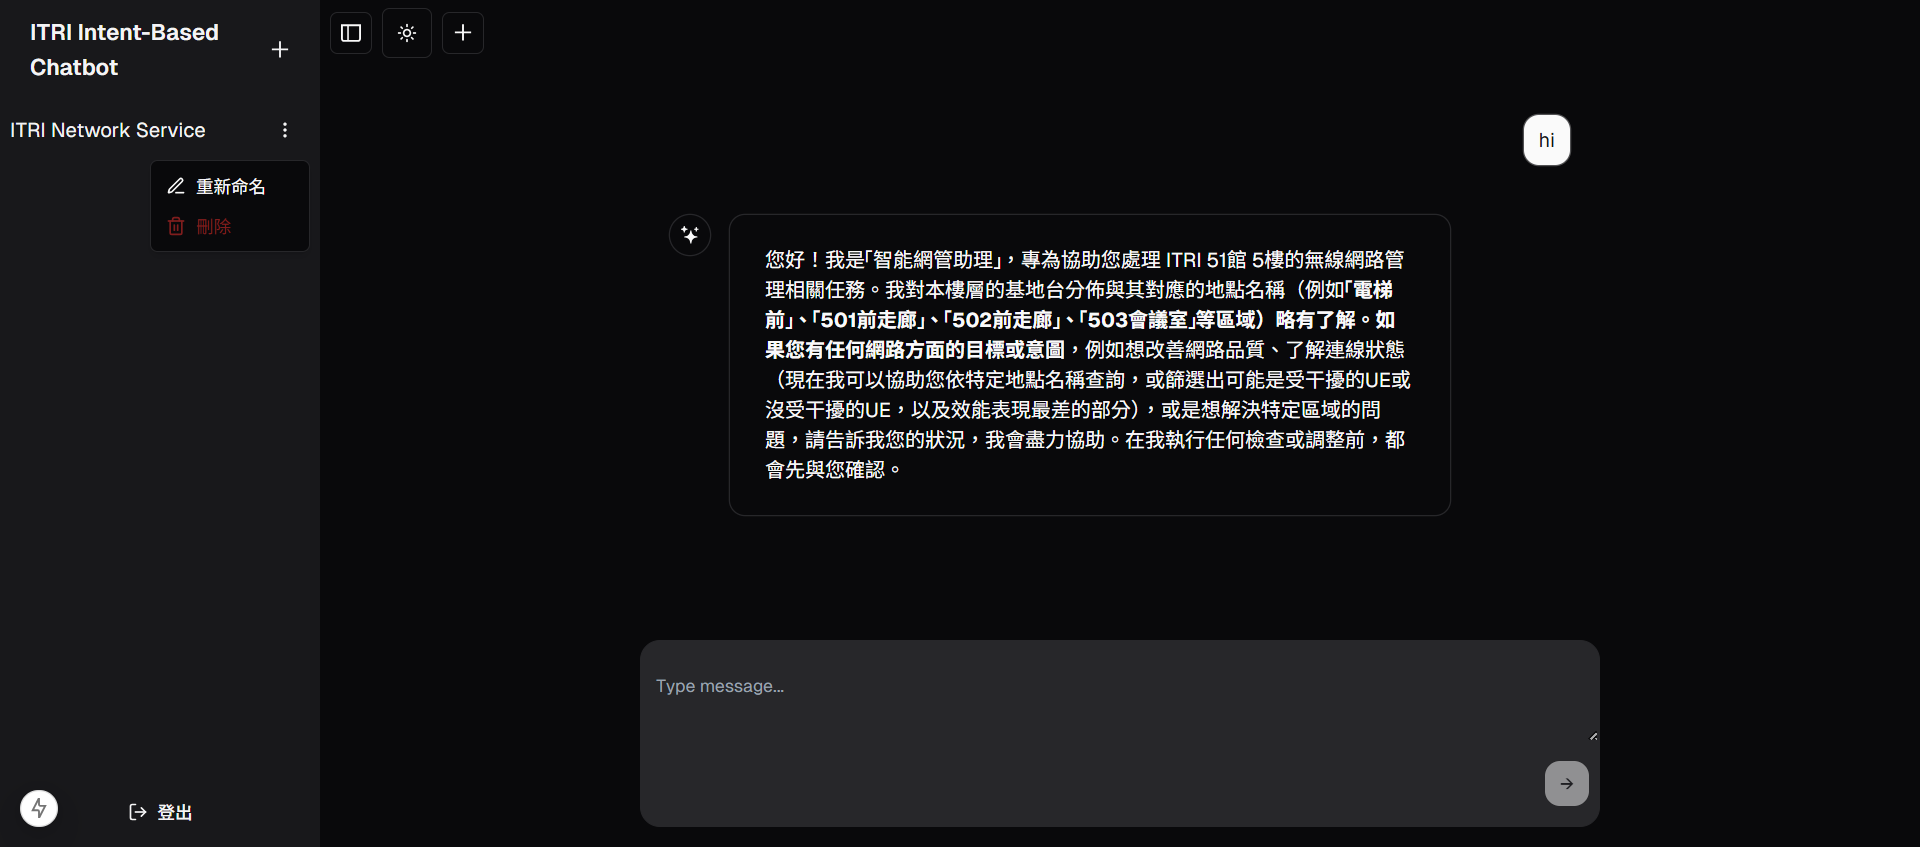 ITRI Intent-Based
Chatbot
ITRI Network Service
重新命名
刪除
登出
hi
您好！我是「智能網管助理」，專為協助您處理 ITRI 51館 5樓的無線網路管
理相關任務。我對本樓層的基地台分佈與其對應的地點名稱（例如「電梯
前」、「501前走廊」、「502前走廊」、「503會議室」等區域）略有了解。如
果您有任何網路方面的目標或意圖，例如想改善網路品質、了解連線狀態
（現在我可以協助您依特定地點名稱查詢，或篩選出可能是受干擾的UE或
沒受干擾的UE，以及效能表現最差的部分），或是想解決特定區域的問
題，請告訴我您的狀況，我會盡力協助。在我執行任何檢查或調整前，都
會先與您確認。
Type message...